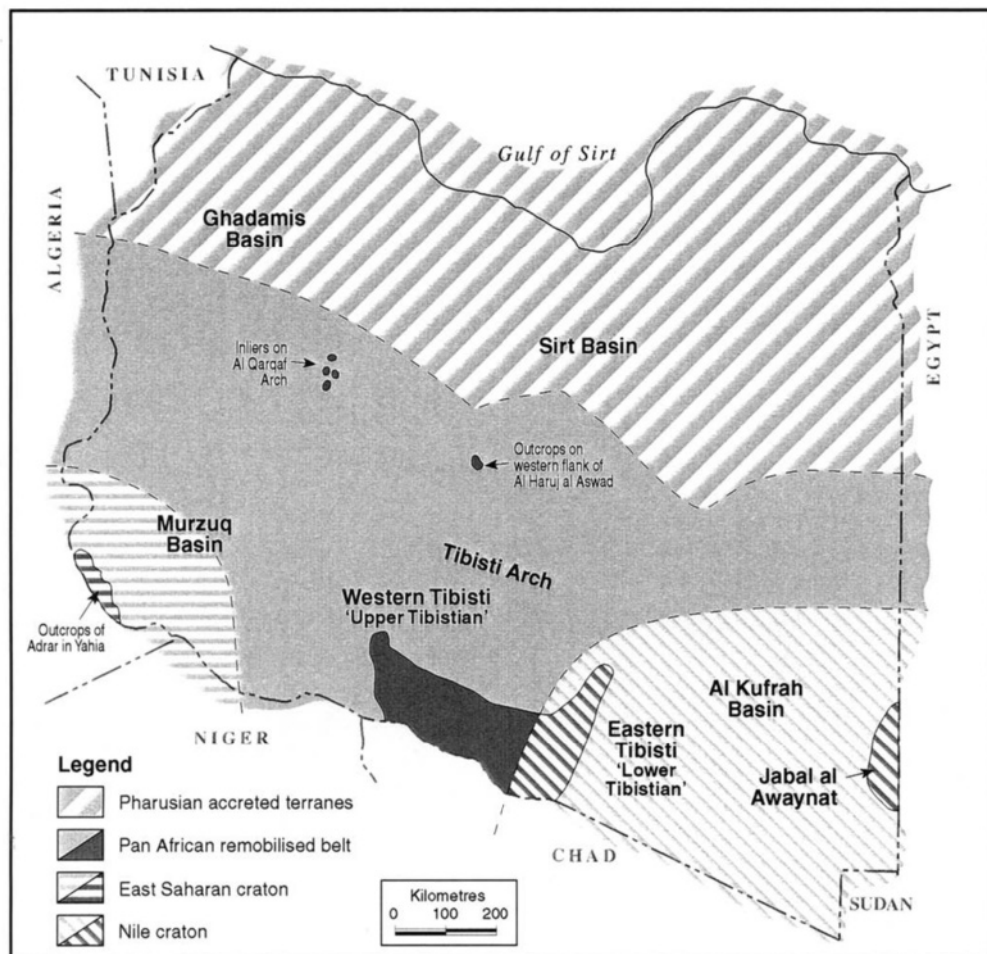 TUNISIA
Gulf of Sirt
ALGERIA
Ghadamis
Basin
EGYPT
Sirt Basin
Inliers on
Al Qarqaf
Arch
Outcrops on
western flank of
Al Haruj al Aswad
Murzuq
Basin
Tibisti Arch
Western Tibisti
'Upper Tibistian'
Outcrops of
Adrar in Yahia
Al Kufrah
Basin
NIGER
Eastern
Tibisti
'Lower
Tibistian'
Jabal al
Awaynat
Legend
Pharusian accreted terranes
Pan African remobilised belt
East Saharan craton
Nile craton
CHAD
Kilometres
0 100 200
SUDAN